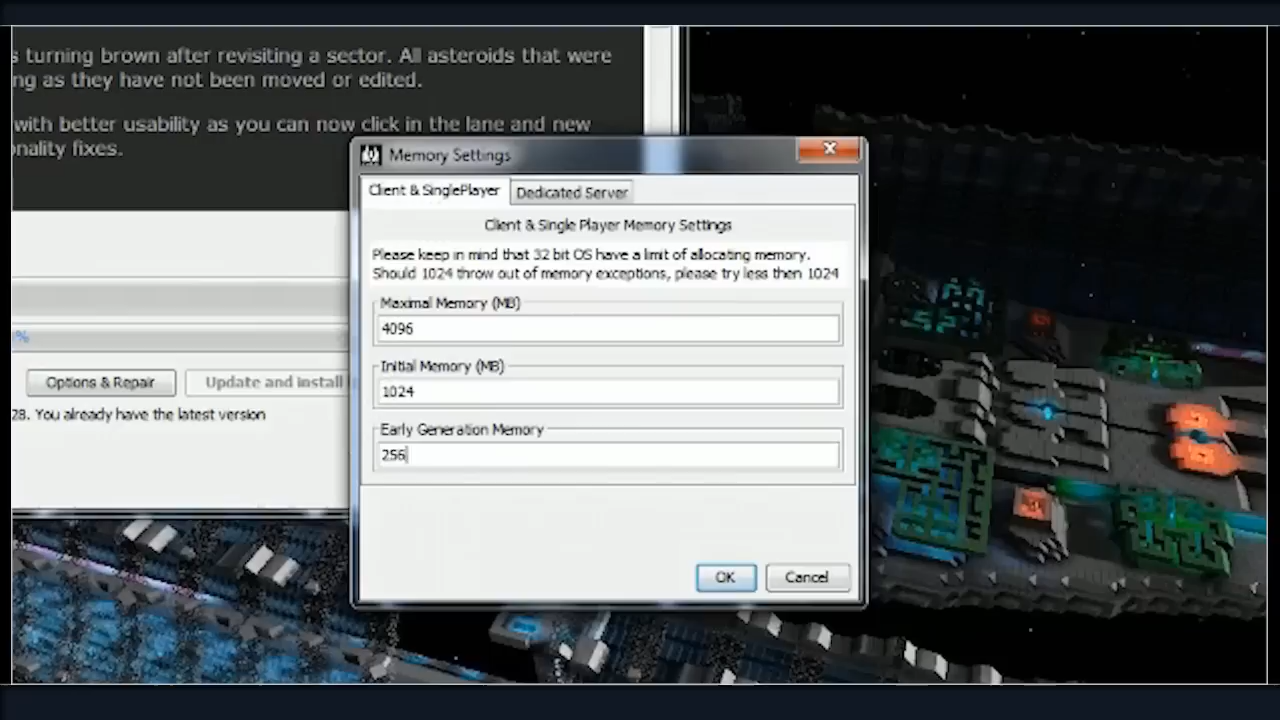 s turning brown after revisiting a sector. All asteroids that were
ng as they have not been moved or edited.
with better usability as you can now click in the lane and new
onality fixes.
Memory Settings
Client & SinglePlayer
Dedicated Server
Client & Single Player Memory Settings
Please keep in mind that 32 bit OS have a limit of allocating memory.
Should 1024 throw out of memory exceptions, please try less then 1024
Maximal Memory (MB)
4096
%
Initial Memory (MB)
Options & Repair
Update and Install
1024
28. You already have the latest version
Early Generation Memory
256
OK
Cancel